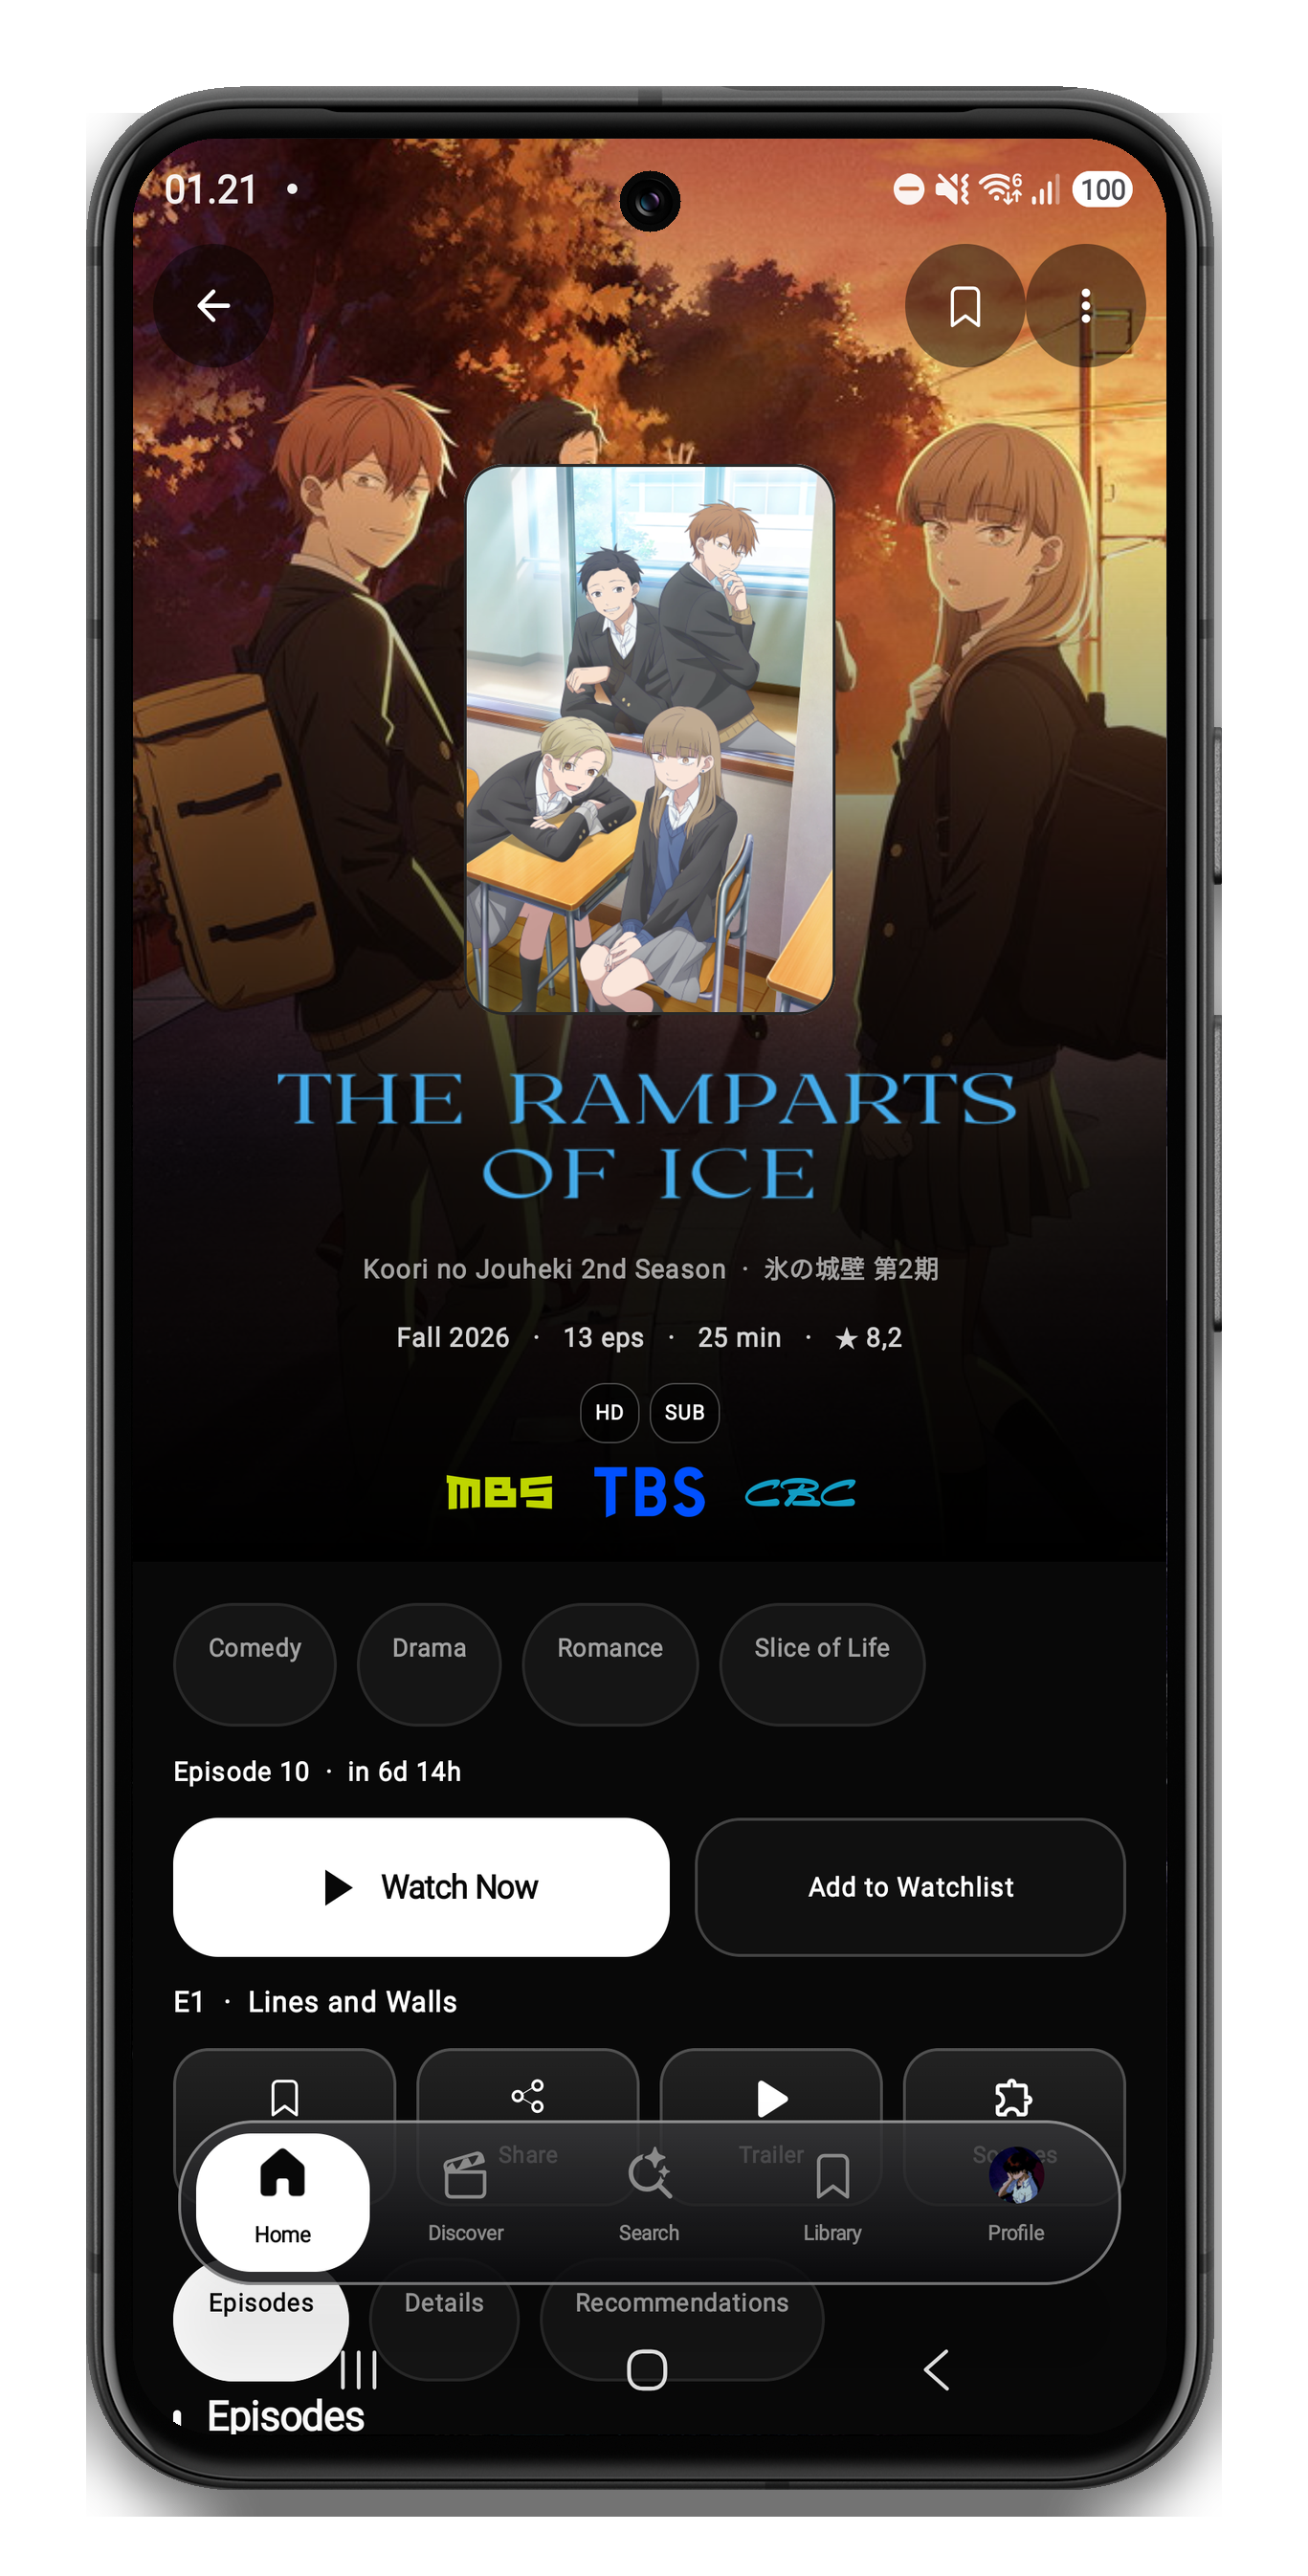 01.21 •
6 100
THE RAMPARTS
OF ICE
Koori no Jouheki 2nd Season · 氷の城壁 第2期
Fall 2026 · 13 eps · 25 min · ★ 8,2
HD SUB
MBS TBS CBC
Comedy Drama Romance Slice of Life
Episode 10 · in 6d 14h
Watch Now Add to Watchlist
E1 · Lines and Walls
Share Trailer
Home Discover Search Library Profile
Episodes Details Recommendations
Episodes